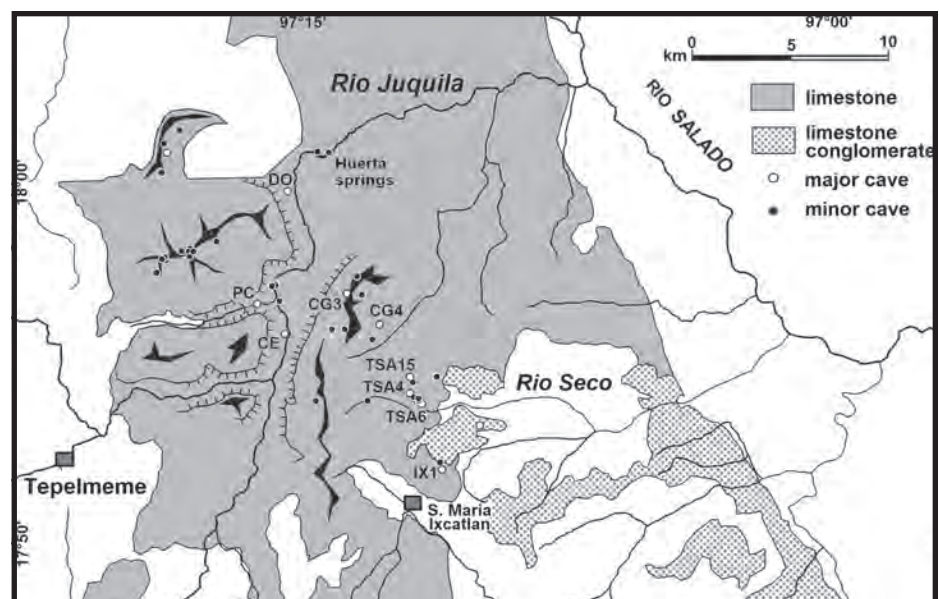 97°15'
97°00'
0 5 10
km
Rio Juquila
RIO SALADO
limestone
limestone
conglomerate
major cave
minor cave
Huerta
springs
18°00'
DO
PC
CG3
CG4
CE
TSA15
TSA4
TSA6
Rio Seco
IX1
Tepelmeme
S. Maria
Ixcatlan
17°50'